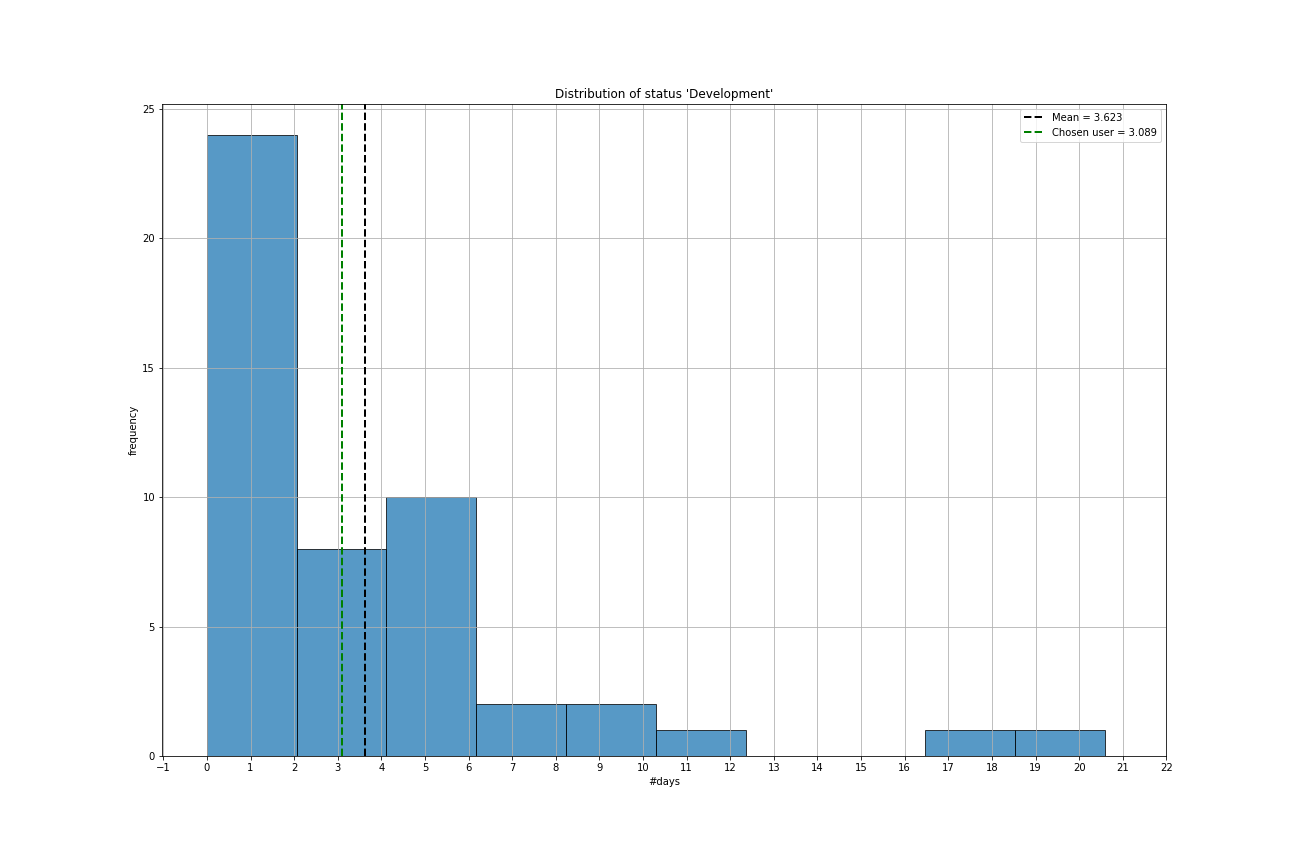 Distribution of status 'Development'
Mean = 3.623
Chosen user = 3.089
25
20
15
10
5
0
frequency
−1 0 1 2 3 4 5 6 7 8 9 10 11 12 13 14 15 16 17 18 19 20 21 22
#days